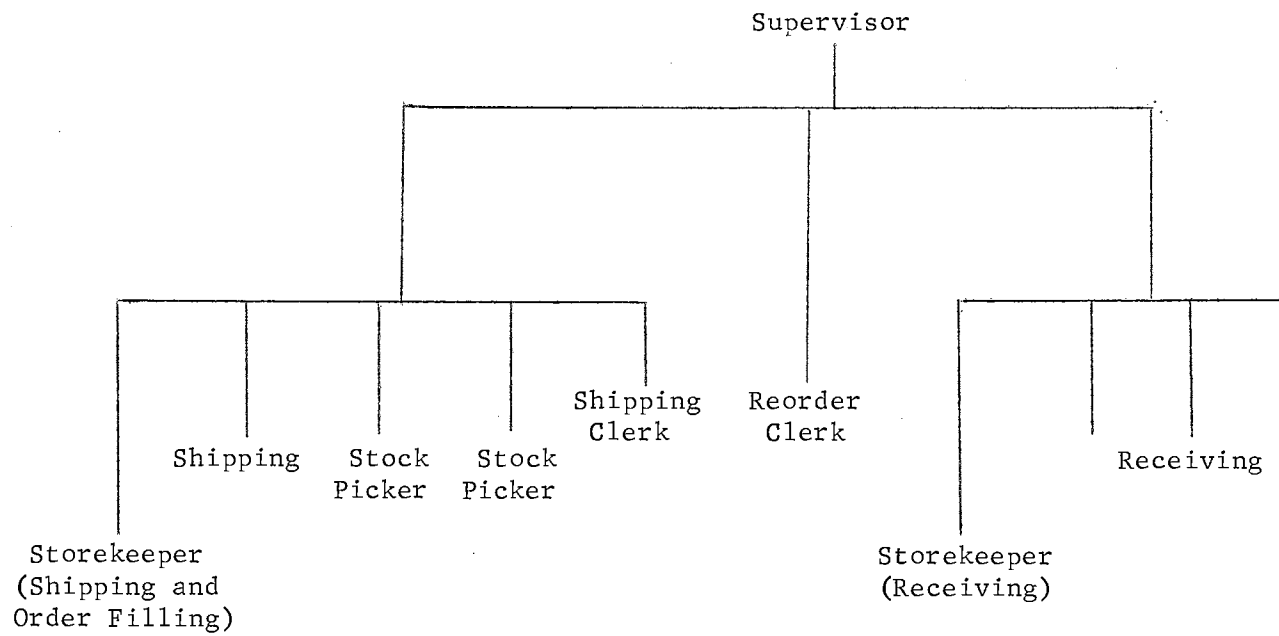 Supervisor
Shipping
Clerk
Reorder
Clerk
Shipping
Stock
Picker
Stock
Picker
Receiving
Storekeeper
(Shipping and
Order Filling)
Storekeeper
(Receiving)